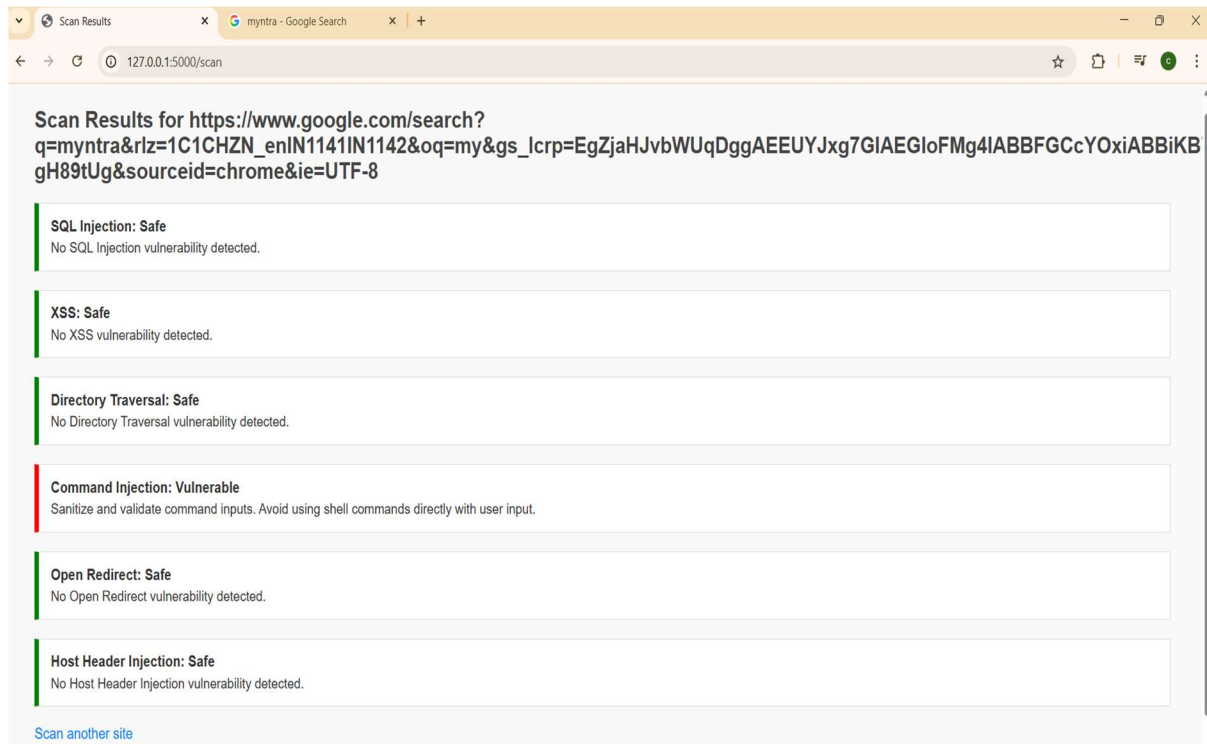 Scan Results
myntra - Google Search
127.0.0.1:5000/scan
C
Scan Results for https://www.google.com/search?
q=myntra&rlz=1C1CHZN_enIN1141IN1142&oq=my&gs_lcrp=EgZjaHJvbWUqDggAEEUYJxg7GIAEGIoFMg4IABBFGCcYOxiABBiKB
gH89tUg&sourceid=chrome&ie=UTF-8
SQL Injection: Safe
No SQL Injection vulnerability detected.
XSS: Safe
No XSS vulnerability detected.
Directory Traversal: Safe
No Directory Traversal vulnerability detected.
Command Injection: Vulnerable
Sanitize and validate command inputs. Avoid using shell commands directly with user input.
Open Redirect: Safe
No Open Redirect vulnerability detected.
Host Header Injection: Safe
No Host Header Injection vulnerability detected.
Scan another site